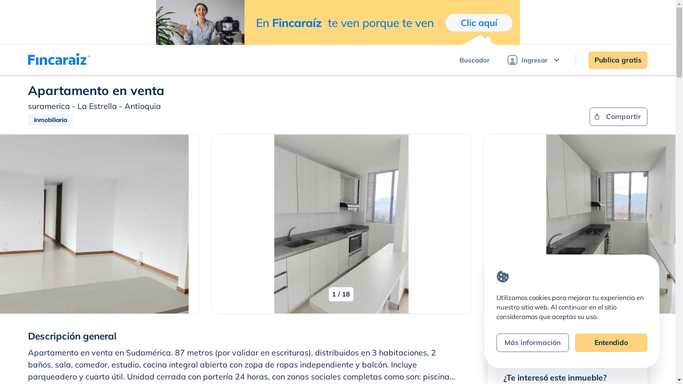 En Fincaraíz te ven porque te ven
Clic aquí
Fincaraíz
Buscador
Ingresar
Publica gratis
Apartamento en venta
suramerica - La Estrella - Antioquia
Inmobiliaria
Compartir
1 / 18
Utilizamos cookies para mejorar tu experiencia en
nuestro sitio web. Al continuar en el sitio
consideramos que aceptas su uso.
Más información
Entendido
Descripción general
Apartamento en venta en Sudamérica. 87 metros (por validar en escrituras), distribuidos en 3 habitaciones, 2
baños, sala, comedor, estudio, cocina integral abierta con zopa de ropas independiente y balcón. Incluye
parqueadero y cuarto útil. Unidad cerrada con portería 24 horas, con zonas sociales completas como son: piscina...
¿Te interesó este inmueble?